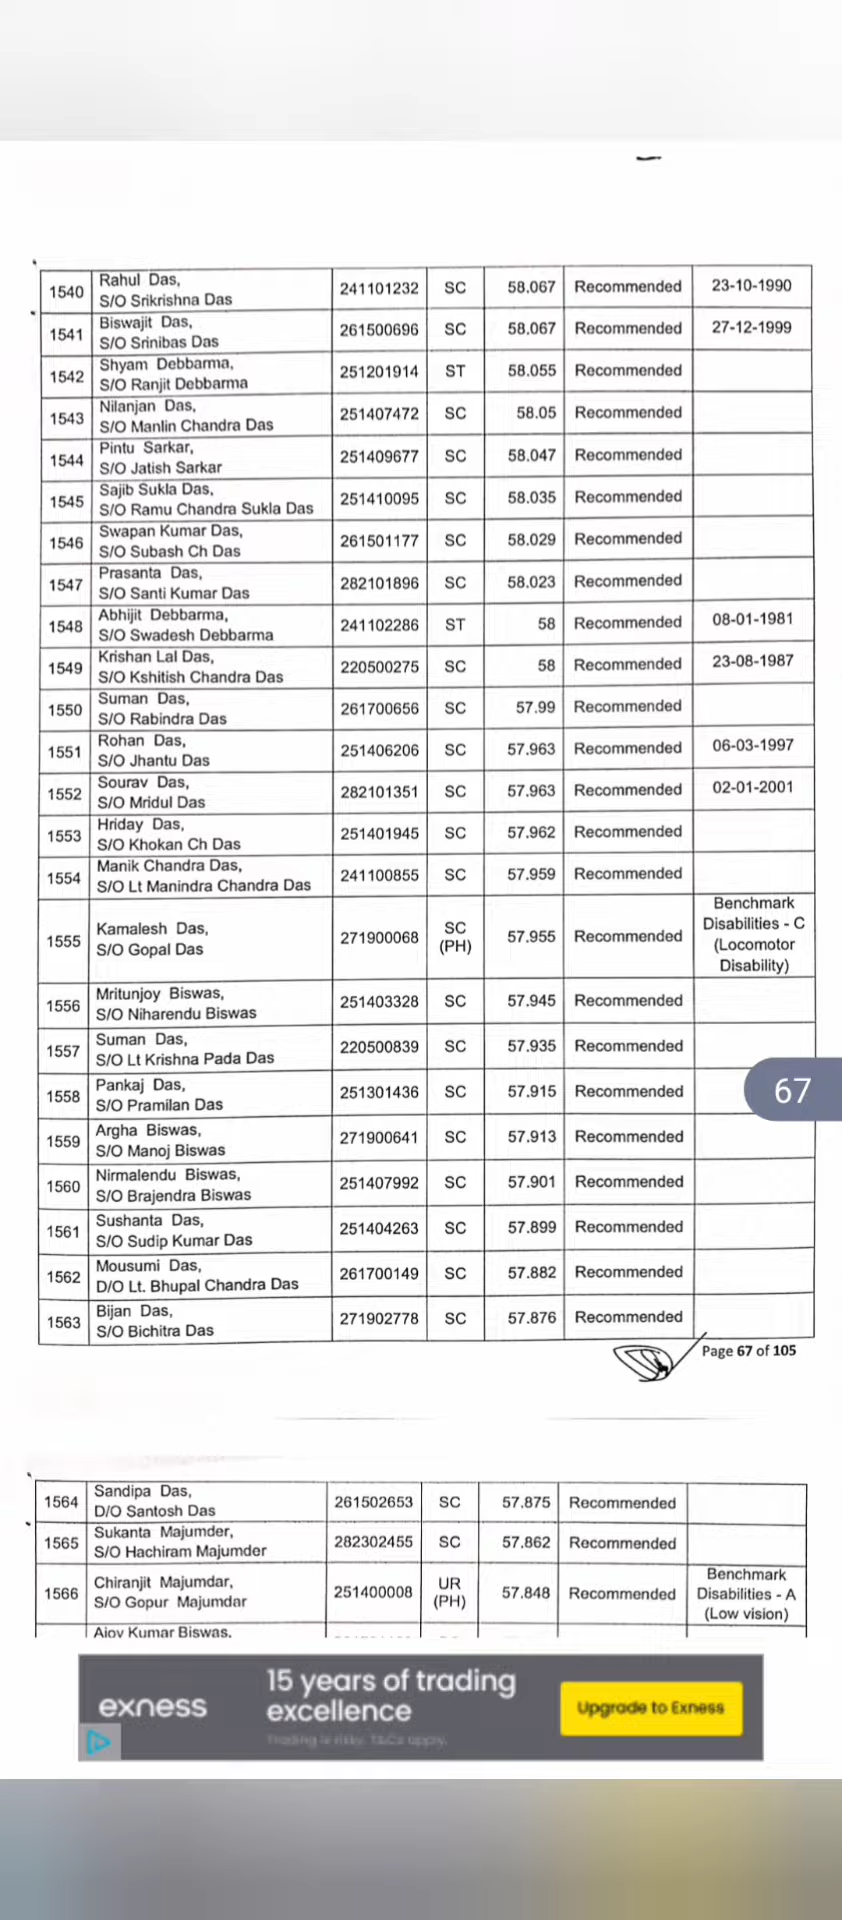 1540 Rahul Das, 241101232 SC 58.067 Recommended 23-10-1990
S/O Srikrishna Das
1541 Biswajit Das, 261500696 SC 58.067 Recommended 27-12-1999
S/O Srinibas Das
1542 Shyam Debbarma, 251201914 ST 58.055 Recommended
S/O Ranjit Debbarma
1543 Nilanjan Das, 251407472 SC 58.05 Recommended
S/O Manlin Chandra Das
1544 Pintu Sarkar, 251409677 SC 58.047 Recommended
S/O Jatish Sarkar
1545 Sajib Sukla Das, 251410095 SC 58.035 Recommended
S/O Ramu Chandra Sukla Das
1546 Swapan Kumar Das, 261501177 SC 58.029 Recommended
S/O Subash Ch Das
1547 Prasanta Das, 282101896 SC 58.023 Recommended
S/O Santi Kumar Das
1548 Abhijit Debbarma, 241102286 ST 58 Recommended 08-01-1981
S/O Swadesh Debbarma
1549 Krishan Lal Das, 220500275 SC 58 Recommended 23-08-1987
S/O Kshitish Chandra Das
1550 Suman Das, 261700656 SC 57.99 Recommended
S/O Rabindra Das
1551 Rohan Das, 251406206 SC 57.963 Recommended 06-03-1997
S/O Jhantu Das
1552 Sourav Das, 282101351 SC 57.963 Recommended 02-01-2001
S/O Mridul Das
1553 Hriday Das, 251401945 SC 57.962 Recommended
S/O Khokan Ch Das
1554 Manik Chandra Das, 241100855 SC 57.959 Recommended
S/O Lt Manindra Chandra Das
1555 Kamalesh Das, 271900068 SC 57.955 Recommended Benchmark
S/O Gopal Das (PH) Disabilities - C
(Locomotor
Disability)
1556 Mritunjoy Biswas, 251403328 SC 57.945 Recommended
S/O Niharendu Biswas
1557 Suman Das, 220500839 SC 57.935 Recommended
S/O Lt Krishna Pada Das
1558 Pankaj Das, 251301436 SC 57.915 Recommended 67
S/O Pramilan Das
1559 Argha Biswas, 271900641 SC 57.913 Recommended
S/O Manoj Biswas
1560 Nirmalendu Biswas, 251407992 SC 57.901 Recommended
S/O Brajendra Biswas
1561 Sushanta Das, 251404263 SC 57.899 Recommended
S/O Sudip Kumar Das
1562 Mousumi Das, 261700149 SC 57.882 Recommended
D/O Lt. Bhupal Chandra Das
1563 Bijan Das, 271902778 SC 57.876 Recommended
S/O Bichitra Das
Page 67 of 105
1564 Sandipa Das, 261502653 SC 57.875 Recommended
D/O Santosh Das
1565 Sukanta Majumder, 282302455 SC 57.862 Recommended
S/O Hachiram Majumder
1566 Chiranjit Majumdar, 251400008 UR 57.848 Recommended Benchmark
S/O Gopur Majumdar (PH) Disabilities - A
(Low vision)
Ajoy Kumar Biswas,
exness
15 years of trading
excellence
Trading is risky. T&Cs apply.
Upgrade to Exness